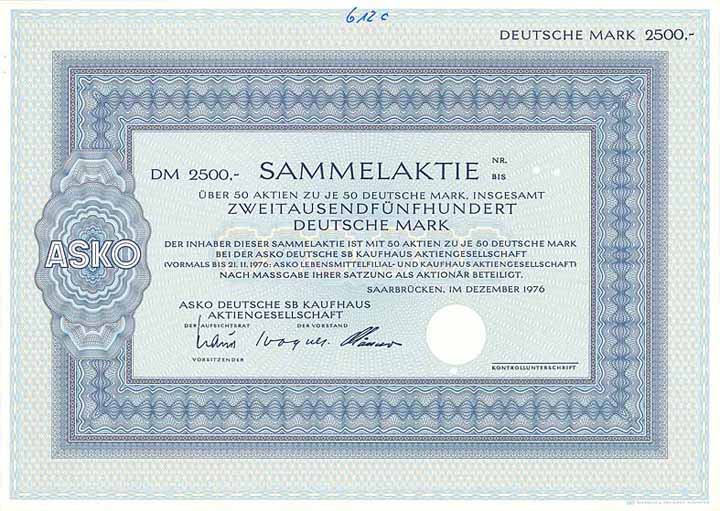 612c
DEUTSCHE MARK 2500,-
DM 2500,- SAMMELAKTIE NR.
BIS
ÜBER 50 AKTIEN ZU JE 50 DEUTSCHE MARK, INSGESAMT
ZWEITAUSENDFÜNFHUNDERT
DEUTSCHE MARK
DER INHABER DIESER SAMMELAKTIE IST MIT 50 AKTIEN ZU JE 50 DEUTSCHE MARK
BEI DER ASKO DEUTSCHE SB KAUFHAUS AKTIENGESELLSCHAFT
(VORMALS BIS 21.11.1976: ASKO LEBENSMITTELFILIAL- UND KAUFHAUS AKTIENGESELLSCHAFT)
NACH MASSGABE IHRER SATZUNG ALS AKTIONÄR BETEILIGT.
SAARBRÜCKEN, IM DEZEMBER 1976
ASKO
ASKO DEUTSCHE SB KAUFHAUS
AKTIENGESELLSCHAFT
DER AUFSICHTSRAT DER VORSTAND
VORSITZENDER
KONTROLLUNTERSCHRIFT